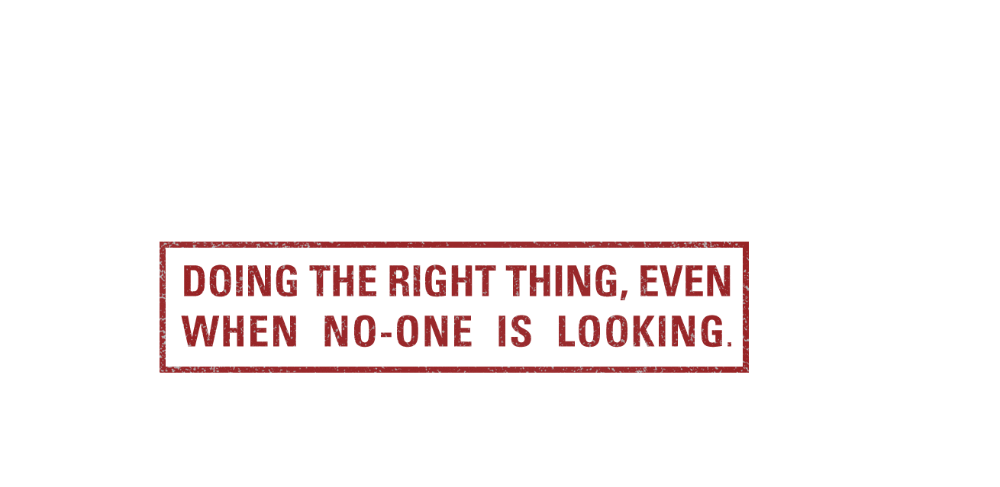 DOING THE RIGHT THING, EVEN
WHEN NO-ONE IS LOOKING.